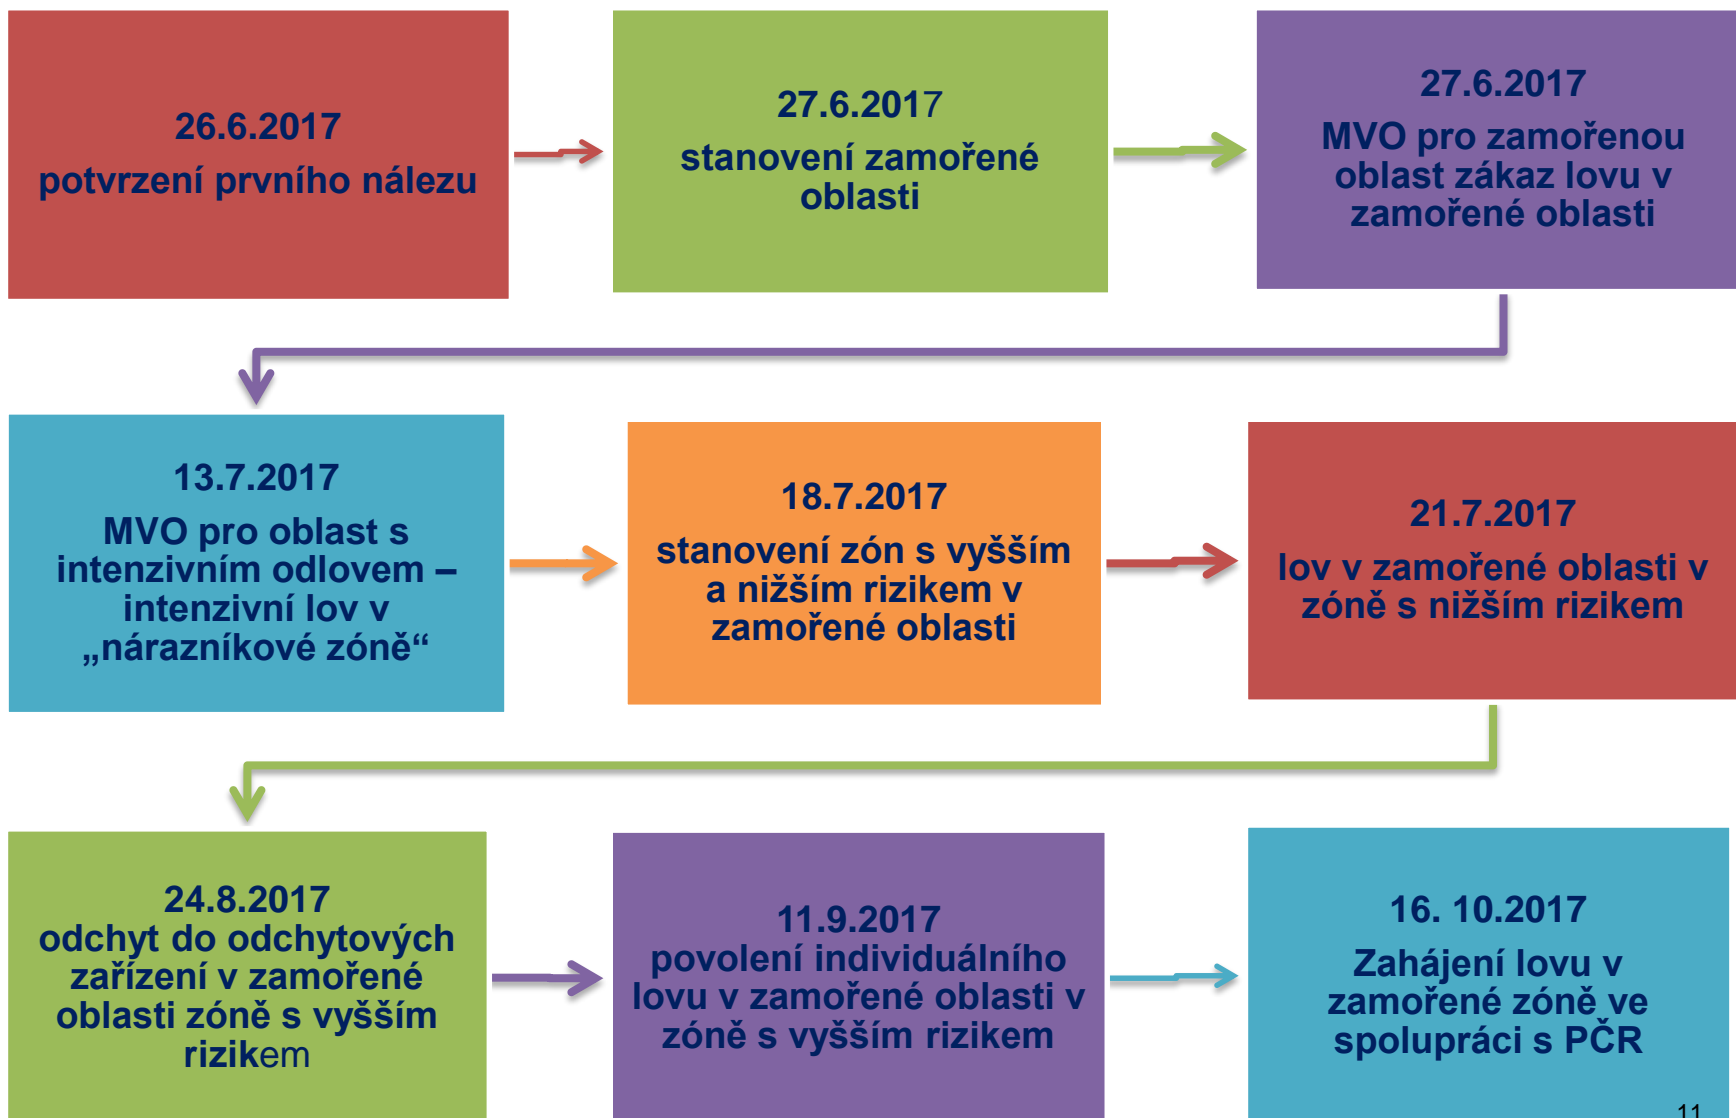 26.6.2017
potvrzení prvního nálezu
27.6.2017
stanovení zamořené
oblasti
27.6.2017
MVO pro zamořenou
oblast zákaz lovu v
zamořené oblasti
13.7.2017
MVO pro oblast s
intenzivním odlovem –
intenzivní lov v
„nárazníkové zóně“
18.7.2017
stanovení zón s vyšším
a nižším rizikem v
zamořené oblasti
21.7.2017
lov v zamořené oblasti v
zóně s nižším rizikem
24.8.2017
odchyt do odchytových
zařízení v zamořené
oblasti zóně s vyšším
rizikem
11.9.2017
povolení individuálního
lovu v zamořené oblasti v
zóně s vyšším rizikem
16. 10.2017
Zahájení lovu v
zamořené zóně ve
spolupráci s PČR
11